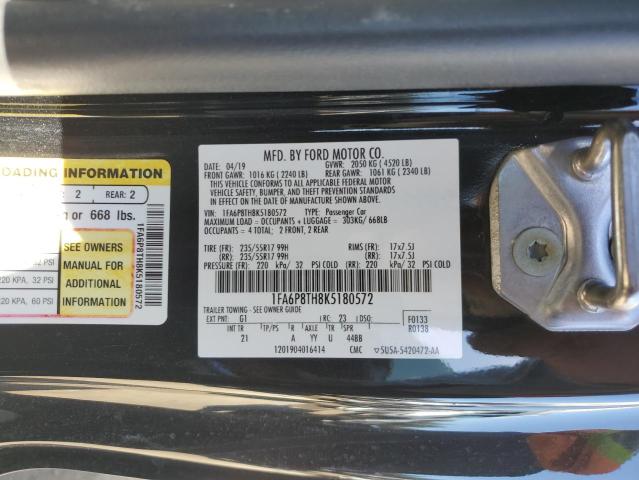 LOADING INFORMATION
2 REAR: 2
or 668 lbs.
PSI
220 KPA, 32 PSI
220 KPA, 60 PSI
SEE OWNERS
MANUAL FOR
ADDITIONAL
INFORMATION
1FA6P8TH8K5180572
MFD. BY FORD MOTOR CO.
04/19 GVWR: 2050 KG ( 4520 LB)
FRONT GAWR: 1016 KG ( 2240 LB) REAR GAWR: 1061 KG ( 2340 LB)
THIS VEHICLE CONFORMS TO ALL APPLICABLE FEDERAL MOTOR
VEHICLE SAFETY, BUMPER, AND THEFT PREVENTION STANDARDS
IN EFFECT ON THE DATE OF MANUFACTURE SHOWN ABOVE.
VIN: 1FA6P8TH8K5180572 TYPE: Passenger Car
MAXIMUM LOAD = OCCUPANTS + LUGGAGE = 303KG/ 668LB
OCCUPANTS = 4 TOTAL; 2 FRONT, 2 REAR
TIRE (FR): 235/55R17 99H RIMS (FR): 17x7.5J
(RR): 235/55R17 99H (RR): 17x7.5J
PRESSURE (FR): 220 kPa/ 32 PSI COLD (RR): 220 kPa/ 32 PSI COLD
1FA6P8TH8K5180572
TRAILER TOWING - SEE OWNER GUIDE
EXT PNT: G1 RC: 23 DSO: F0133
R0138
INT TR TP/PS R AXLE TR SPR
21 A YY U 44BB
1201904016414 CMC 5U5A-5420472-AA